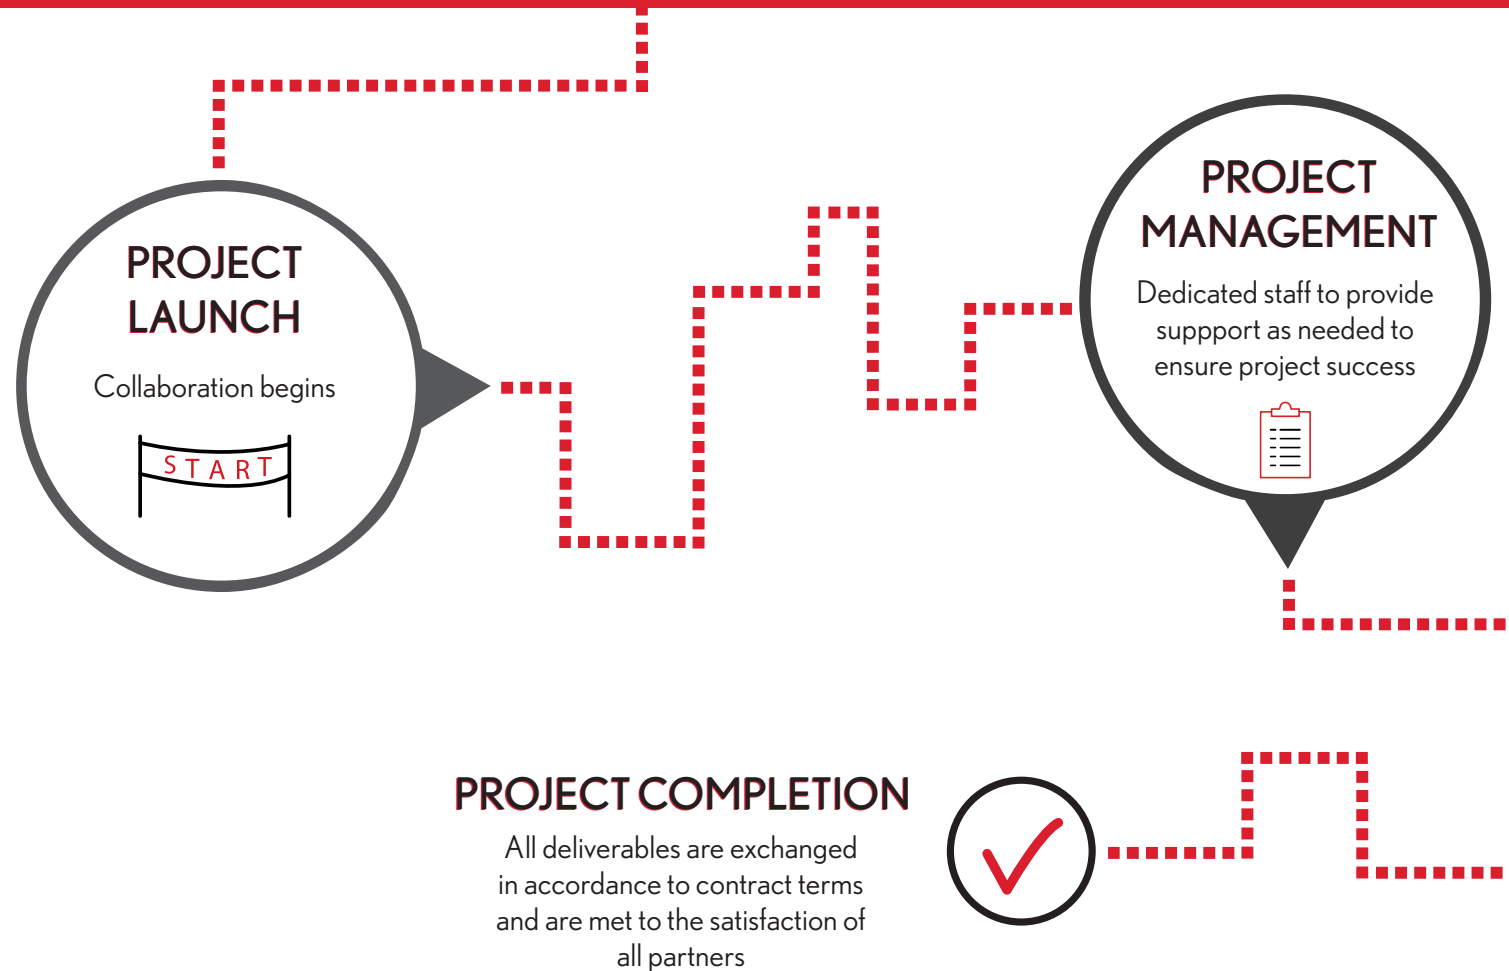 PROJECT
LAUNCH
Collaboration begins
START
PROJECT
MANAGEMENT
Dedicated staff to provide
suppport as needed to
ensure project success
PROJECT COMPLETION
All deliverables are exchanged
in accordance to contract terms
and are met to the satisfaction of
all partners